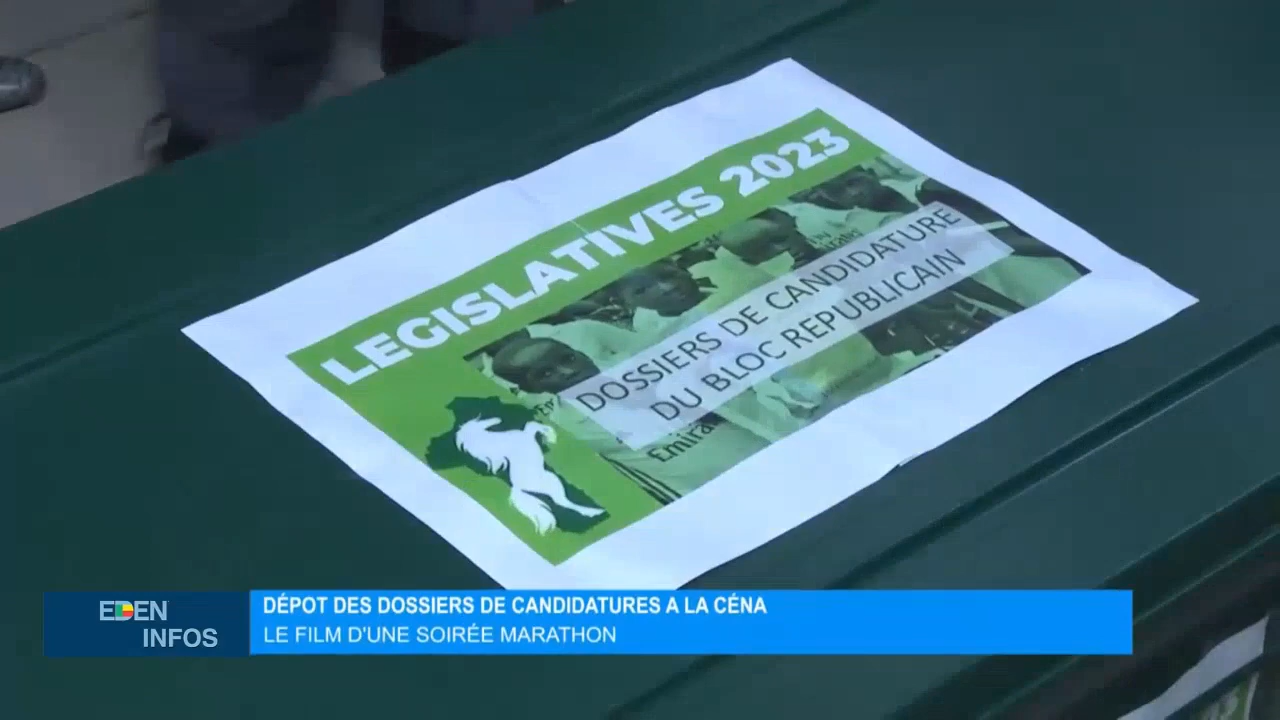 LEGISLATIVES 2023
DOSSIERS DE CANDIDATURE
DU BLOC REPUBLICAIN
Emira
EDEN
INFOS
DÉPOT DES DOSSIERS DE CANDIDATURES A LA CÉNA
LE FILM D'UNE SOIRÉE MARATHON